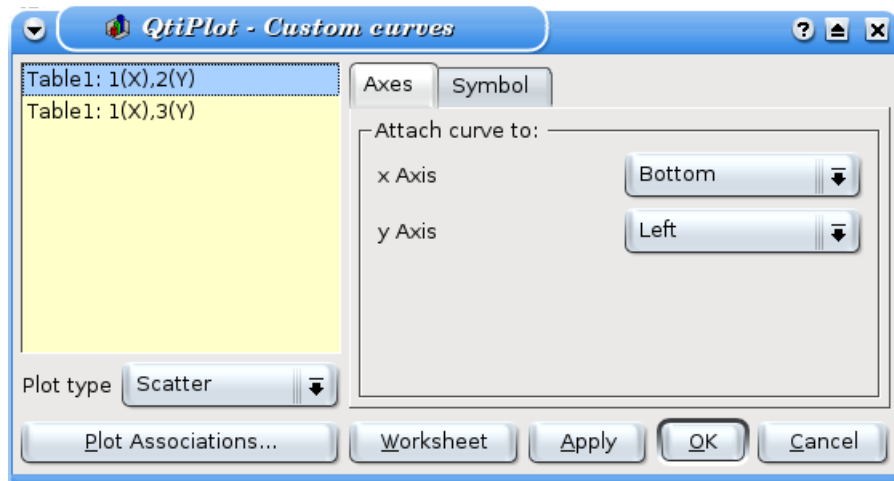 QtiPlot - Custom curves
?
Table1: 1(X),2(Y)
Table1: 1(X),3(Y)
Axes
Symbol
Attach curve to:
x Axis
Bottom
y Axis
Left
Plot type
Scatter
Plot Associations...
Worksheet
Apply
OK
Cancel